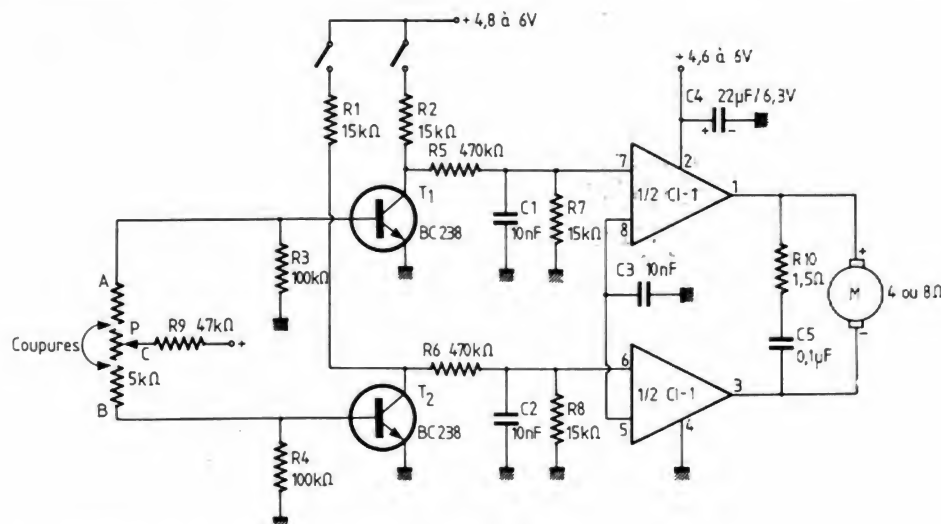 + 4,8 à 6V
+ 4,6 à 6V
C4 22µF/6,3V
+ -
R1
15kΩ
R2
15kΩ
R5 470kΩ
7
2
1/2 CI-1
1
8
T1
BC238
C1
10nF
R7
15kΩ
R3
100kΩ
C3 10nF
R10
1,5Ω
+
M
4 ou 8Ω
-
A
P
C
R9 47kΩ
+
Coupures
5kΩ
B
R6 470kΩ
6
1/2 CI-1
3
5
4
C5
0,1µF
T2
BC238
C2
10nF
R8
15kΩ
R4
100kΩ